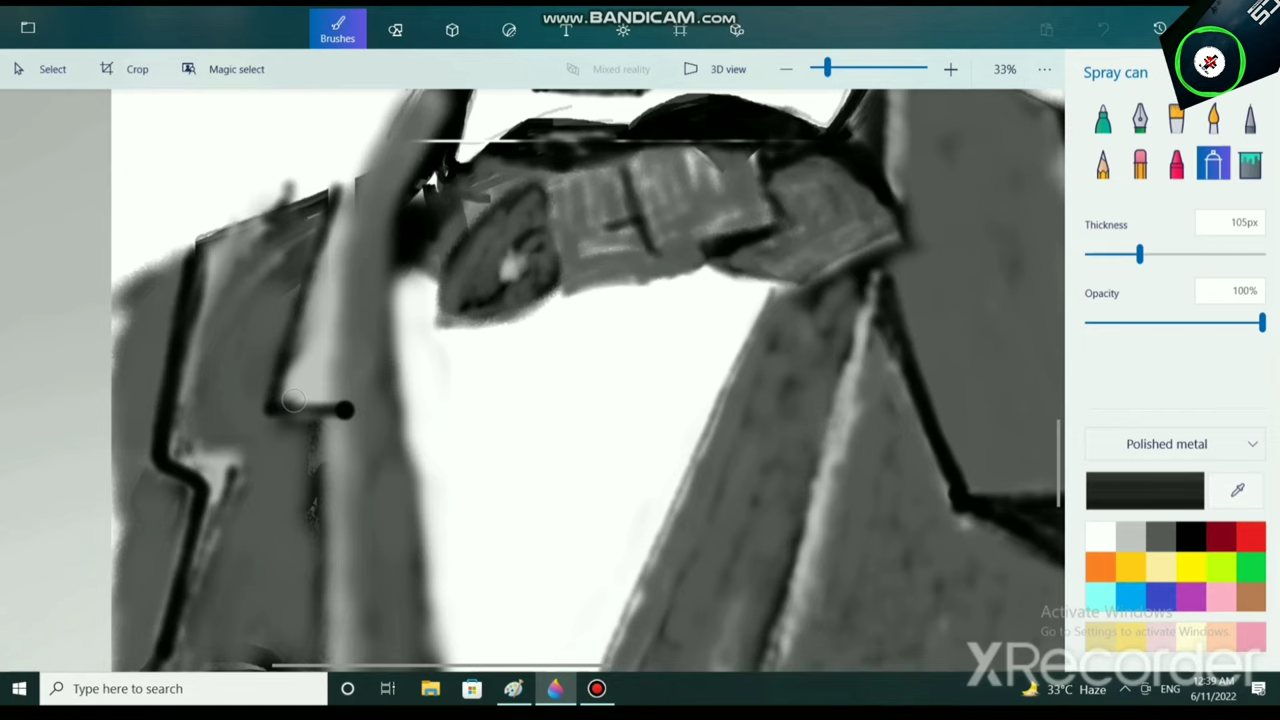 www.BANDICAM.com
Brushes
Select
Crop
Magic select
Mixed reality
3D view
33%
Spray can
Thickness
105px
Opacity
100%
Polished metal
Activate Windows
Go to Settings to activate Windows.
XRecorder
Type here to search
33°C Haze
ENG
12:39 AM
6/11/2022